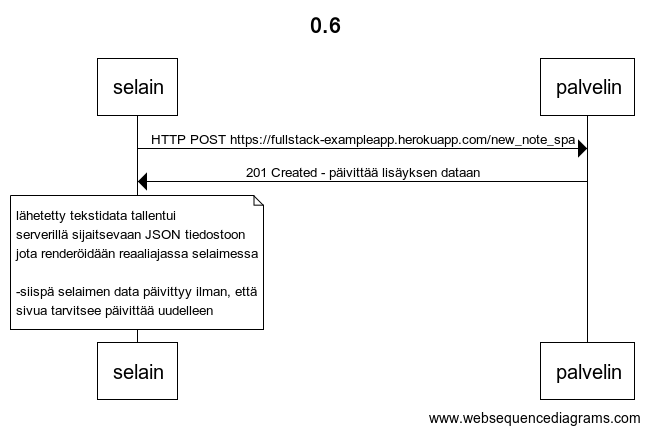 0.6
selain
palvelin
HTTP POST https://fullstack-exampleapp.herokuapp.com/new_note_spa
201 Created - päivittää lisäyksen dataan
lähetetty tekstidata tallentui
serverillä sijaitsevaan JSON tiedostoon
jota renderöidään reaaliajassa selaimessa
-siispä selaimen data päivittyy ilman, että
sivua tarvitsee päivittää uudelleen
selain
palvelin
www.websequencediagrams.com